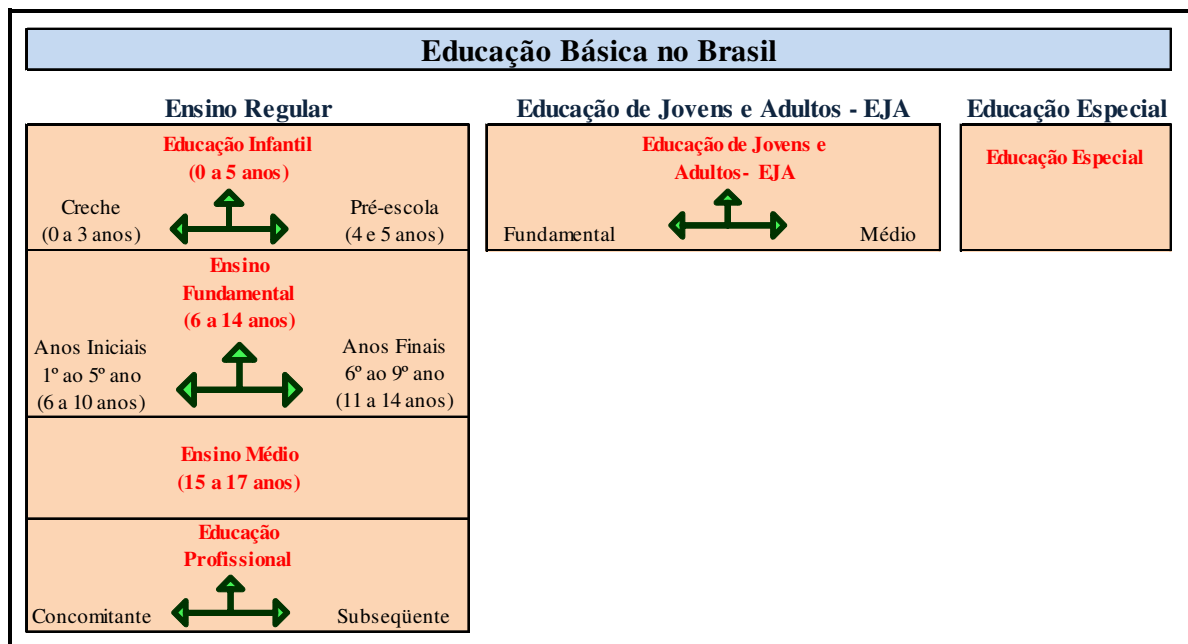 Educação Básica no Brasil
Ensino Regular
Educação Infantil
(0 a 5 anos)
Creche
(0 a 3 anos)
Pré-escola
(4 e 5 anos)
Ensino
Fundamental
(6 a 14 anos)
Anos Iniciais
1º ao 5º ano
(6 a 10 anos)
Anos Finais
6º ao 9º ano
(11 a 14 anos)
Ensino Médio
(15 a 17 anos)
Educação
Profissional
Concomitante
Subseqüente
Educação de Jovens e Adultos - EJA
Educação de Jovens e
Adultos- EJA
Fundamental
Médio
Educação Especial
Educação Especial